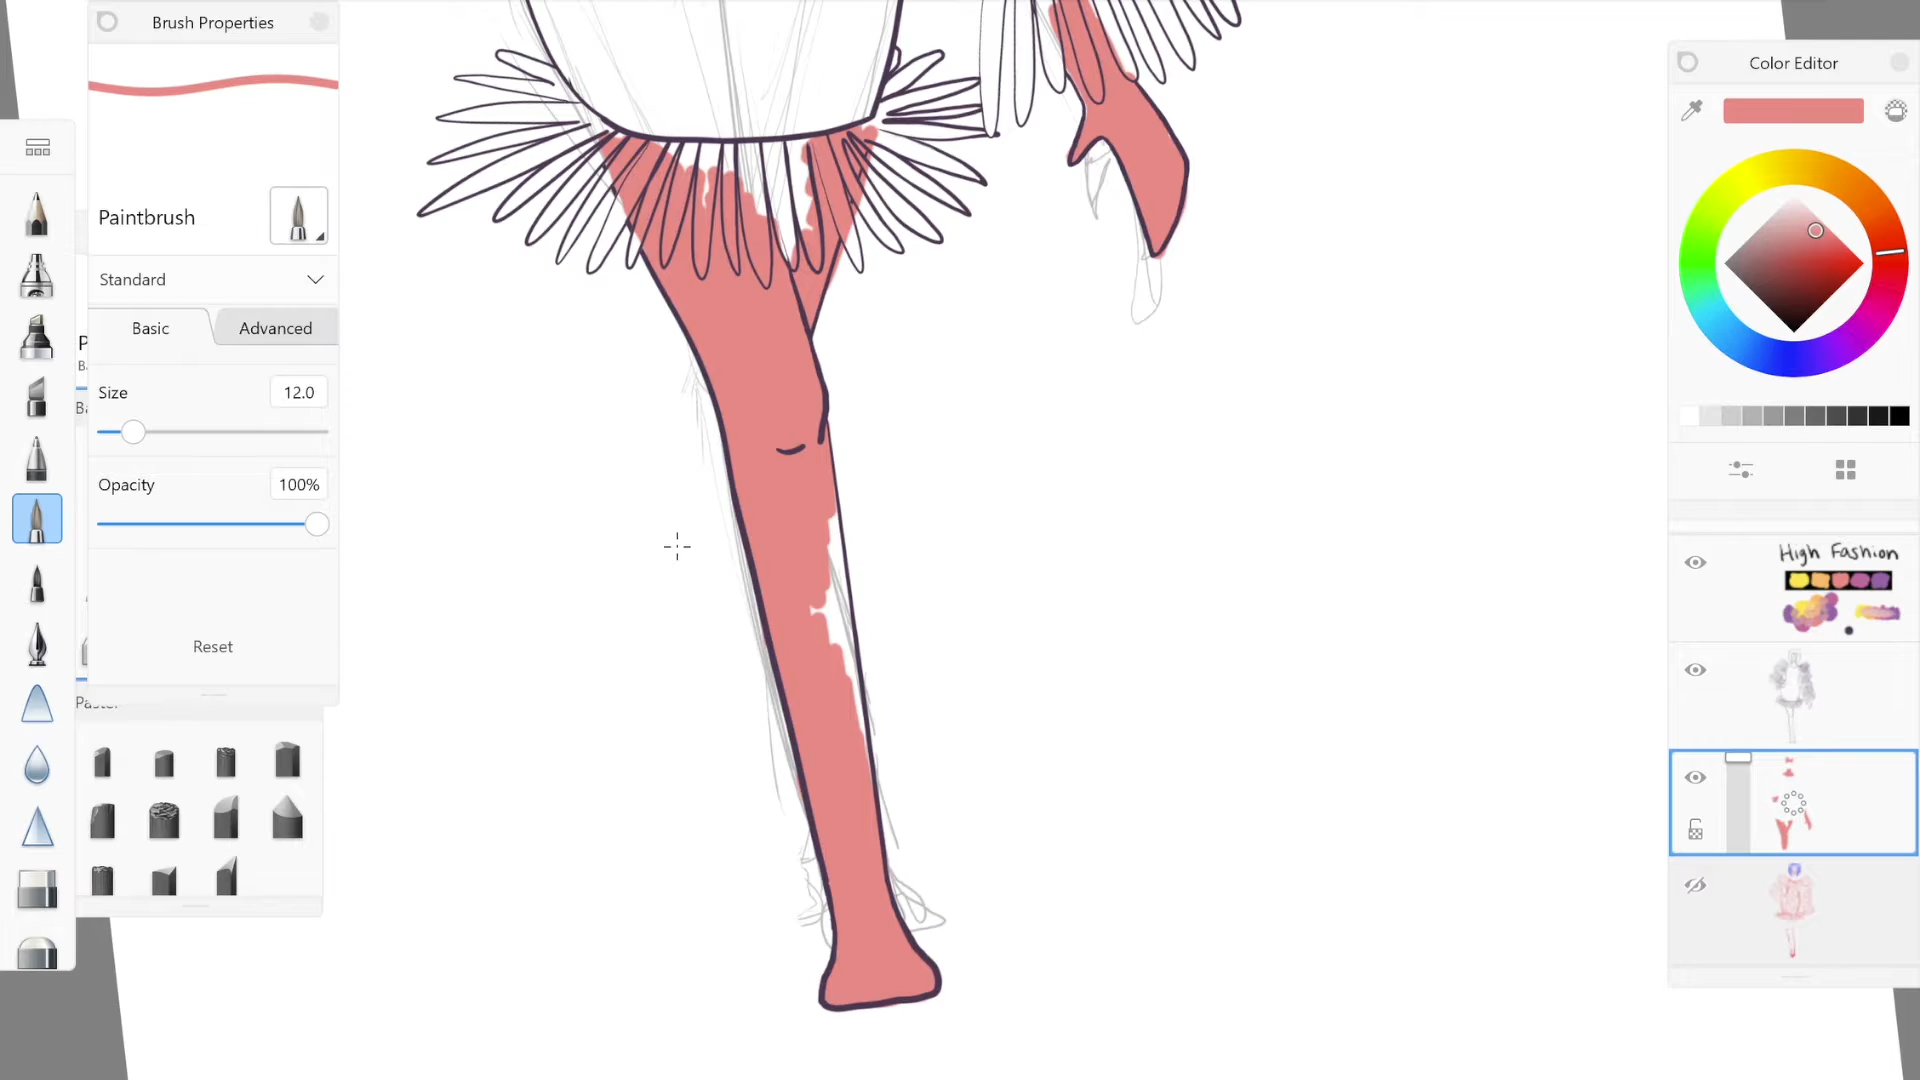 Brush Properties
Paintbrush
Standard
Basic
Advanced
Size
12.0
Opacity
100%
Reset
Color Editor
High Fashion